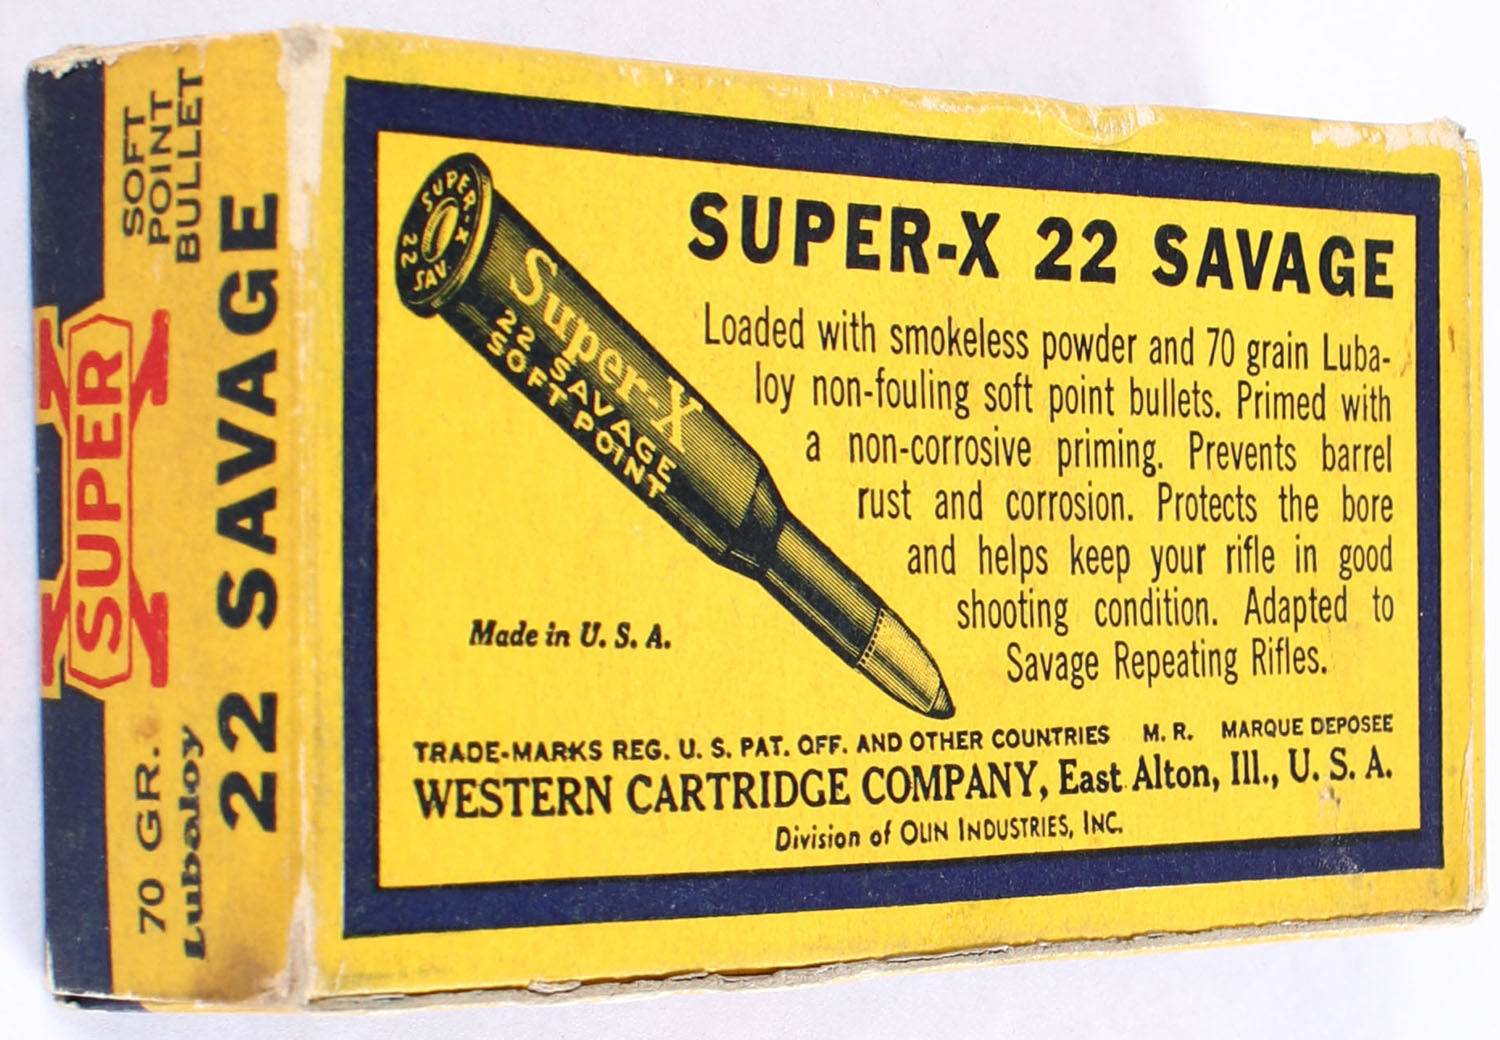 SOFT
POINT
BULLET
SUPER
X
70 GR.
Lubaloy
22 SAVAGE
SUPER-X
22
SAV.
Super-X
22 SAVAGE
SOFT POINT
SUPER-X 22 SAVAGE
Loaded with smokeless powder and 70 grain Luba-
loy non-fouling soft point bullets. Primed with
a non-corrosive priming. Prevents barrel
rust and corrosion. Protects the bore
and helps keep your rifle in good
shooting condition. Adapted to
Savage Repeating Rifles.
Made in U. S. A.
TRADE-MARKS REG. U. S. PAT. OFF. AND OTHER COUNTRIES M. R. MARQUE DEPOSEE
WESTERN CARTRIDGE COMPANY, East Alton, Ill., U. S. A.
Division of OLIN INDUSTRIES, INC.